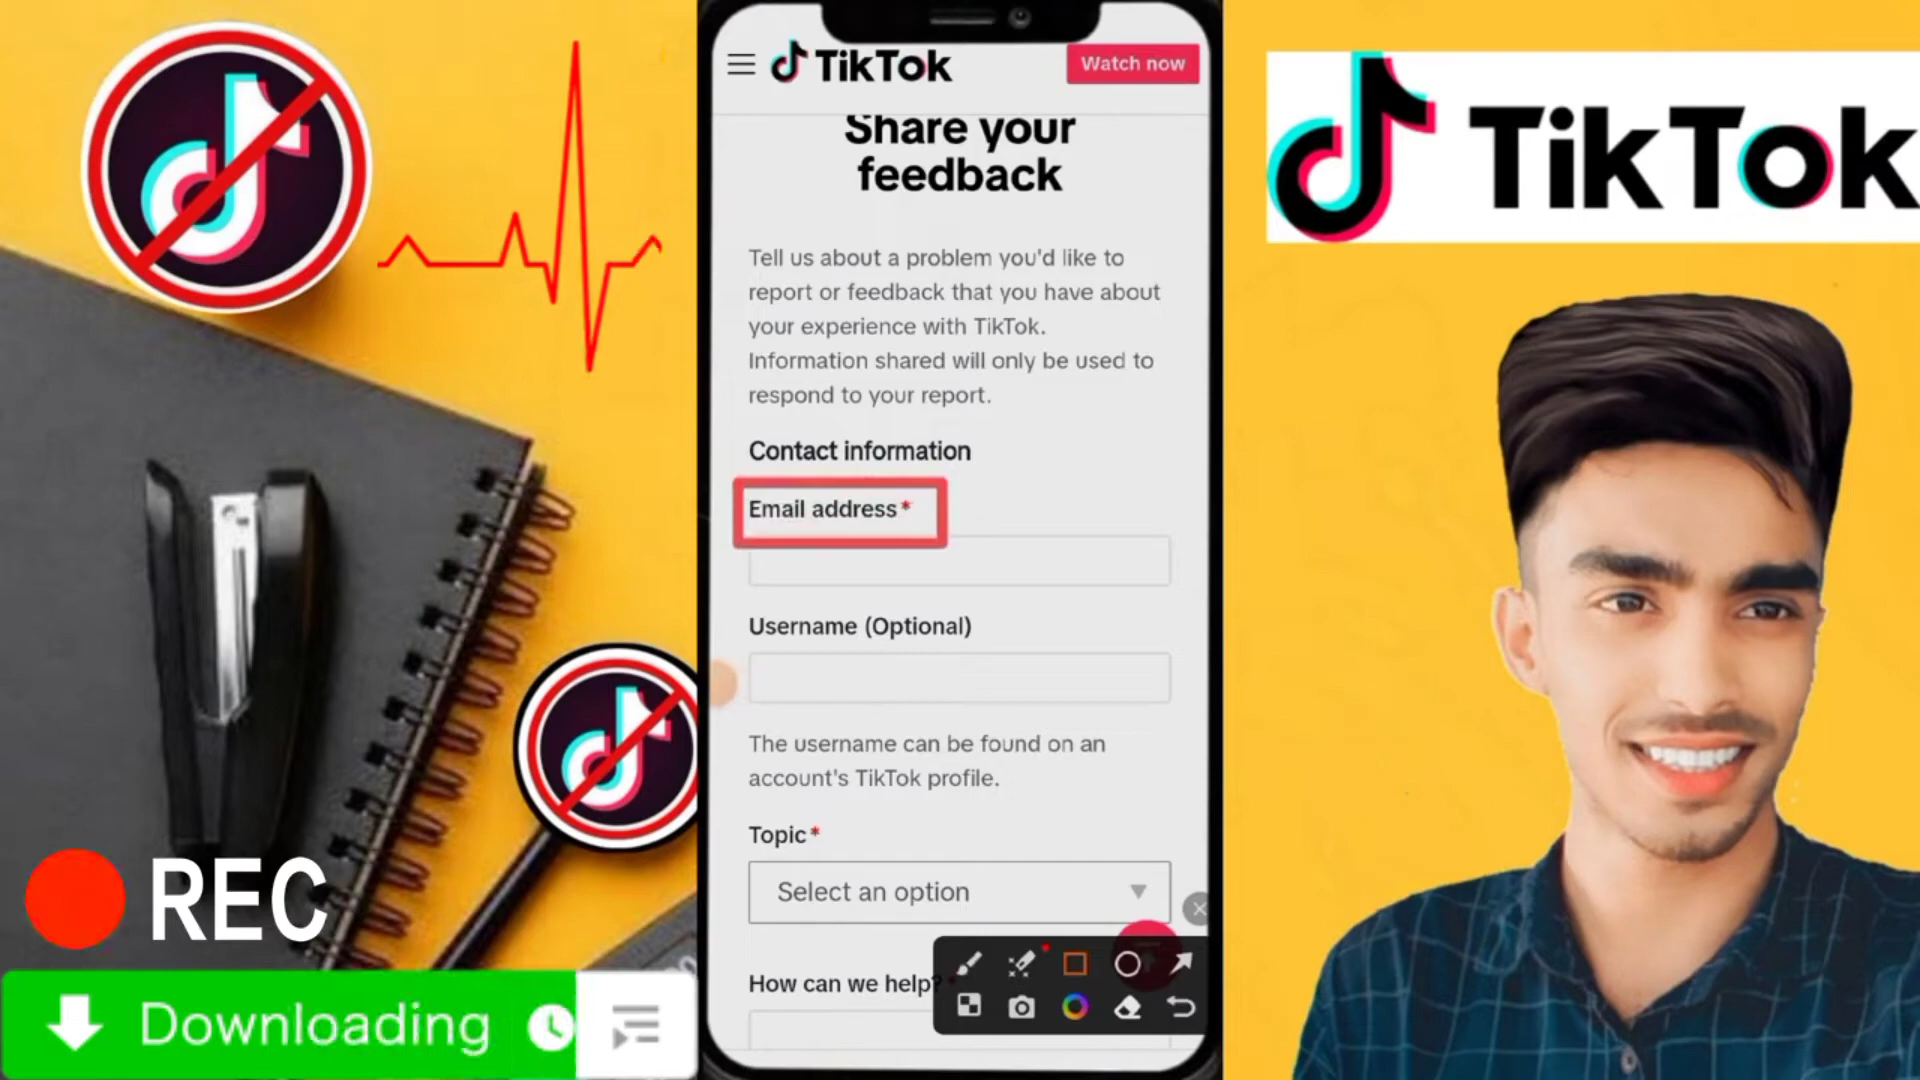 TikTok
Watch now
Share your
feedback
Tell us about a problem you'd like to
report or feedback that you have about
your experience with TikTok.
Information shared will only be used to
respond to your report.
Contact information
Email address*
Username (Optional)
The username can be found on an
account's TikTok profile.
Topic*
Select an option
How can we help?
TikTok
REC
Downloading